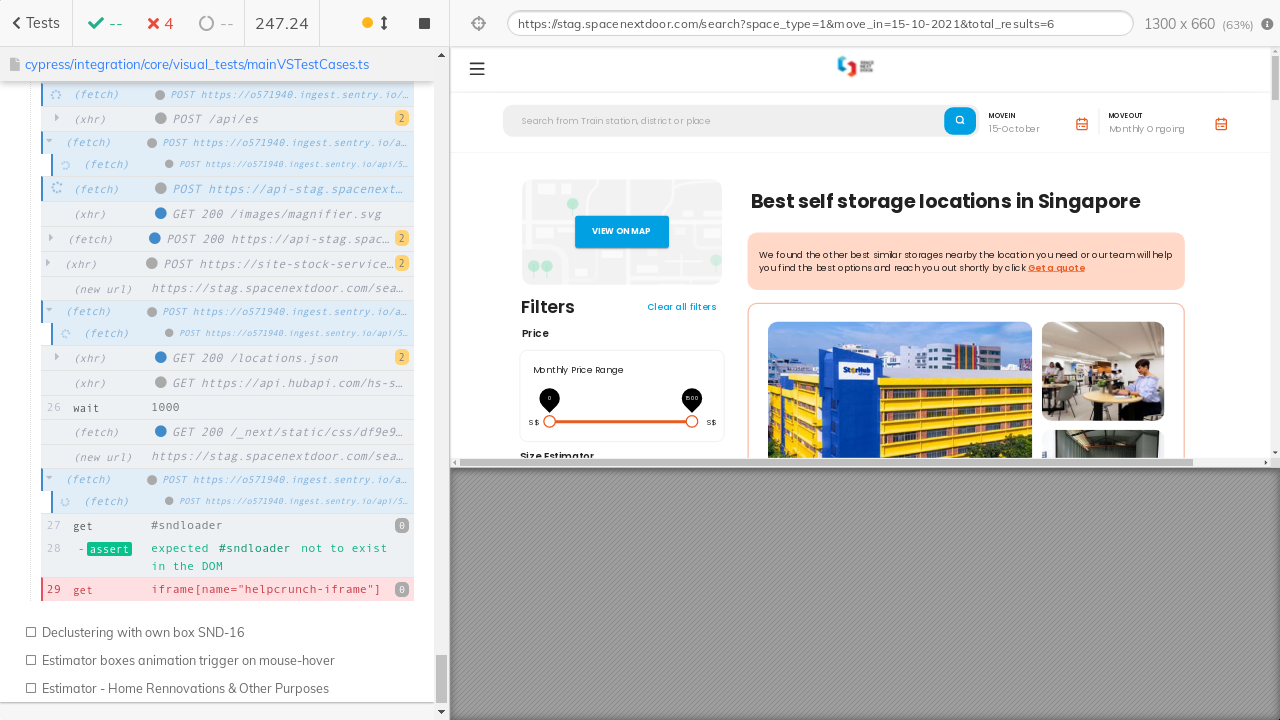 Tests
--
4
--
247.24
cypress/integration/core/visual_tests/mainVSTestCases.ts
(fetch) POST https://o571940.ingest.sentry.io/…
(xhr) POST /api/es 2
(fetch) POST https://o571940.ingest.sentry.io/a…
(fetch) POST https://o571940.ingest.sentry.io/api/5…
(fetch) POST https://api-stag.spacenext…
(xhr) GET 200 /images/magnifier.svg
(fetch) POST 200 https://api-stag.spac… 2
(xhr) POST https://site-stock-service… 2
(new url) https://stag.spacenextdoor.com/sea…
(fetch) POST https://o571940.ingest.sentry.io/a…
(fetch) POST https://o571940.ingest.sentry.io/api/5…
(xhr) GET 200 /locations.json 2
(xhr) GET https://api.hubapi.com/hs-s…
26 wait 1000
(fetch) GET 200 /_next/static/css/df9e9…
(new url) https://stag.spacenextdoor.com/sea…
(fetch) POST https://o571940.ingest.sentry.io/a…
(fetch) POST https://o571940.ingest.sentry.io/api/5…
27 get #sndloader 0
28 -assert expected #sndloader not to exist
in the DOM
29 get iframe[name="helpcrunch-iframe"] 0
Declustering with own box SND-16
Estimator boxes animation trigger on mouse-hover
Estimator - Home Rennovations & Other Purposes
https://stag.spacenextdoor.com/search?space_type=1&move_in=15-10-2021&total_results=6
1300 x 660 (63%)
SPACE
NEXT
DOOR
Search from Train station, district or place
MOVE IN
15-October
MOVE OUT
Monthly Ongoing
VIEW ON MAP
Filters
Clear all filters
Price
Monthly Price Range
0
1500
S$
S$
Size Estimator
Best self storage locations in Singapore
We found the other best similar storages nearby the location you need or our team will help
you find the best options and reach you out shortly by click Get a quote
StorHub